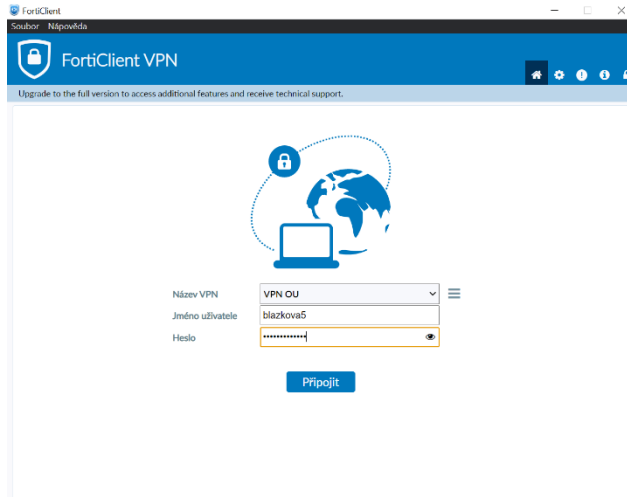 FortiClient
Soubor Nápověda
FortiClient VPN
Upgrade to the full version to access additional features and receive technical support.
Název VPN VPN OU
Jméno uživatele blazkova5
Heslo •••••••••••••
Připojit